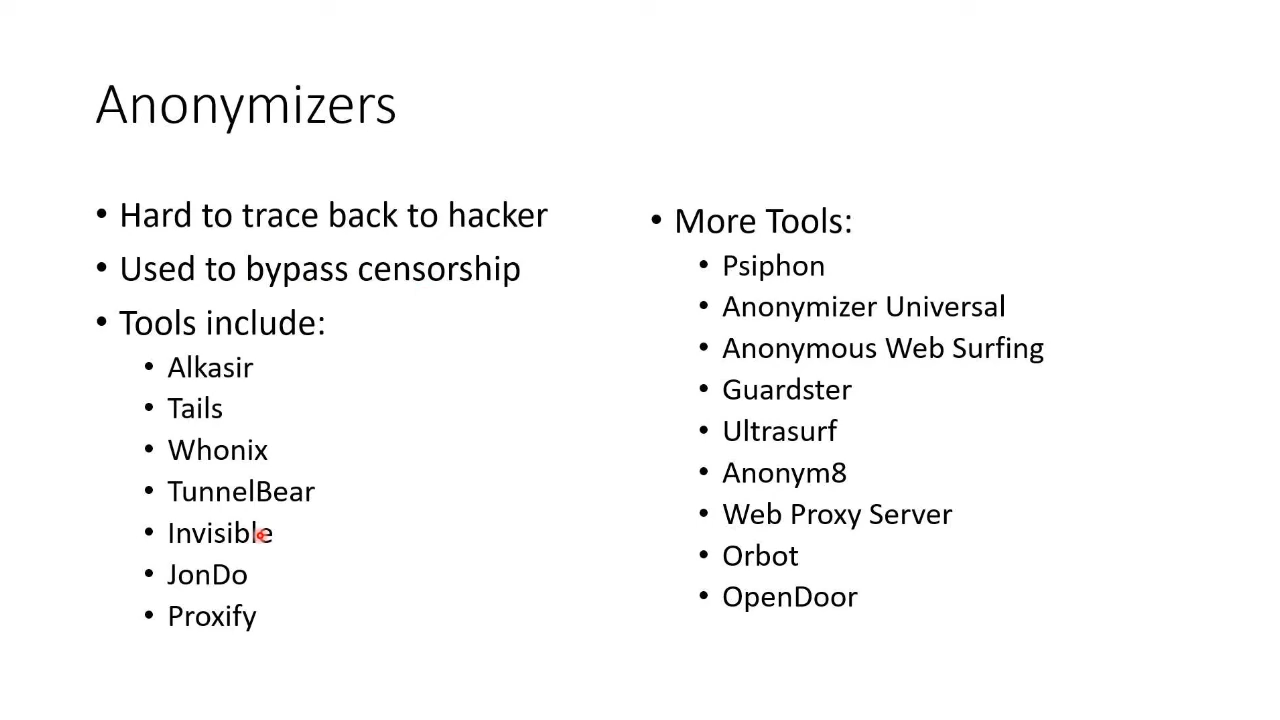 Anonymizers
• Hard to trace back to hacker
• Used to bypass censorship
• Tools include:
• Alkasir
• Tails
• Whonix
• TunnelBear
• Invisible
• JonDo
• Proxify
• More Tools:
• Psiphon
• Anonymizer Universal
• Anonymous Web Surfing
• Guardster
• Ultrasurf
• Anonym8
• Web Proxy Server
• Orbot
• OpenDoor